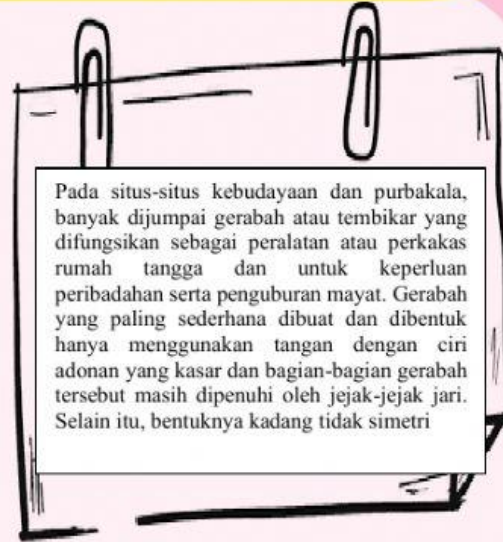 Pada situs-situs kebudayaan dan purbakala,
banyak dijumpai gerabah atau tembikar yang
difungsikan sebagai peralatan atau perkakas
rumah tangga dan untuk keperluan
peribadahan serta penguburan mayat. Gerabah
yang paling sederhana dibuat dan dibentuk
hanya menggunakan tangan dengan ciri
adonan yang kasar dan bagian-bagian gerabah
tersebut masih dipenuhi oleh jejak-jejak jari.
Selain itu, bentuknya kadang tidak simetri